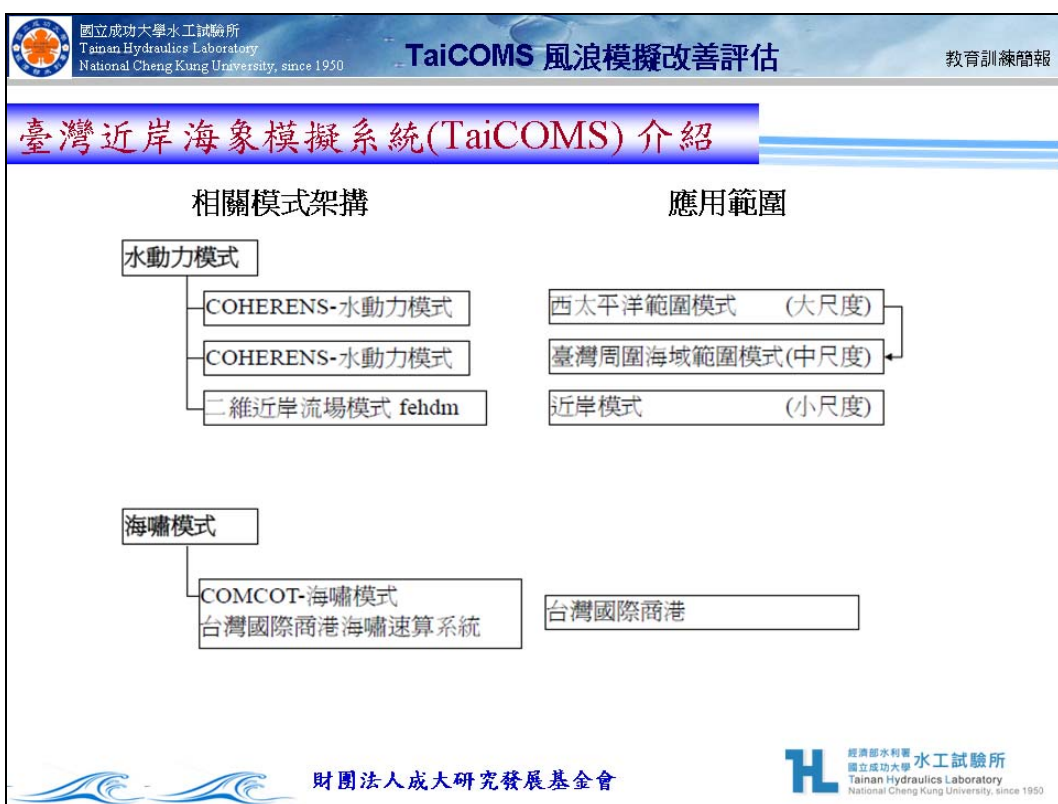 國立成功大學水工試驗所
Tainan Hydraulics Laboratory
National Cheng Kung University, since 1950
TaiCOMS 風浪模擬改善評估
教育訓練簡報
臺灣近岸海象模擬系統(TaiCOMS) 介紹
相關模式架構
應用範圍
水動力模式
COHERENS-水動力模式
西太平洋範圍模式 (大尺度)
COHERENS-水動力模式
臺灣周圍海域範圍模式(中尺度)
二維近岸流場模式 fehdm
近岸模式 (小尺度)
海嘯模式
COMCOT-海嘯模式
台灣國際商港海嘯速算系統
台灣國際商港
財團法人成大研究發展基金會
經濟部水利署
國立成功大學 水工試驗所
Tainan Hydraulics Laboratory
National Cheng Kung University, since 1950